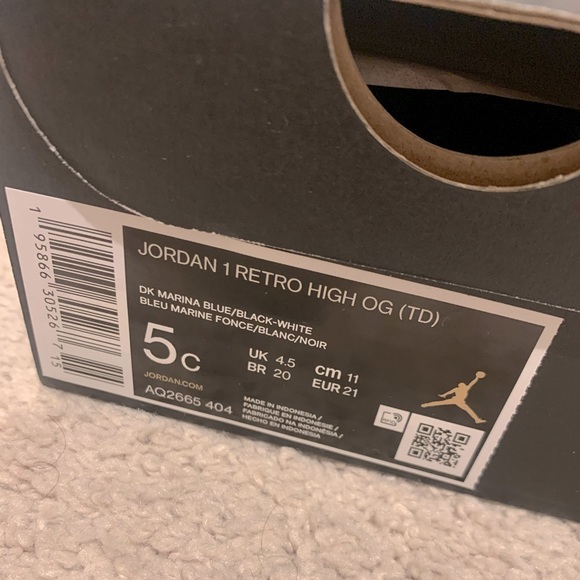 JORDAN 1 RETRO HIGH OG (TD)
DK MARINA BLUE/BLACK-WHITE
BLEU MARINE FONCE/BLANC/NOIR
5C
UK 4.5 cm 11
BR 20 EUR 21
JORDAN.COM
AQ2665 404
MADE IN INDONESIA/
FABRIQUE EN INDONESIE/
FABRICADO NA INDONÉSIA/
HECHO EN INDONESIA
1 95866 30526 7 15